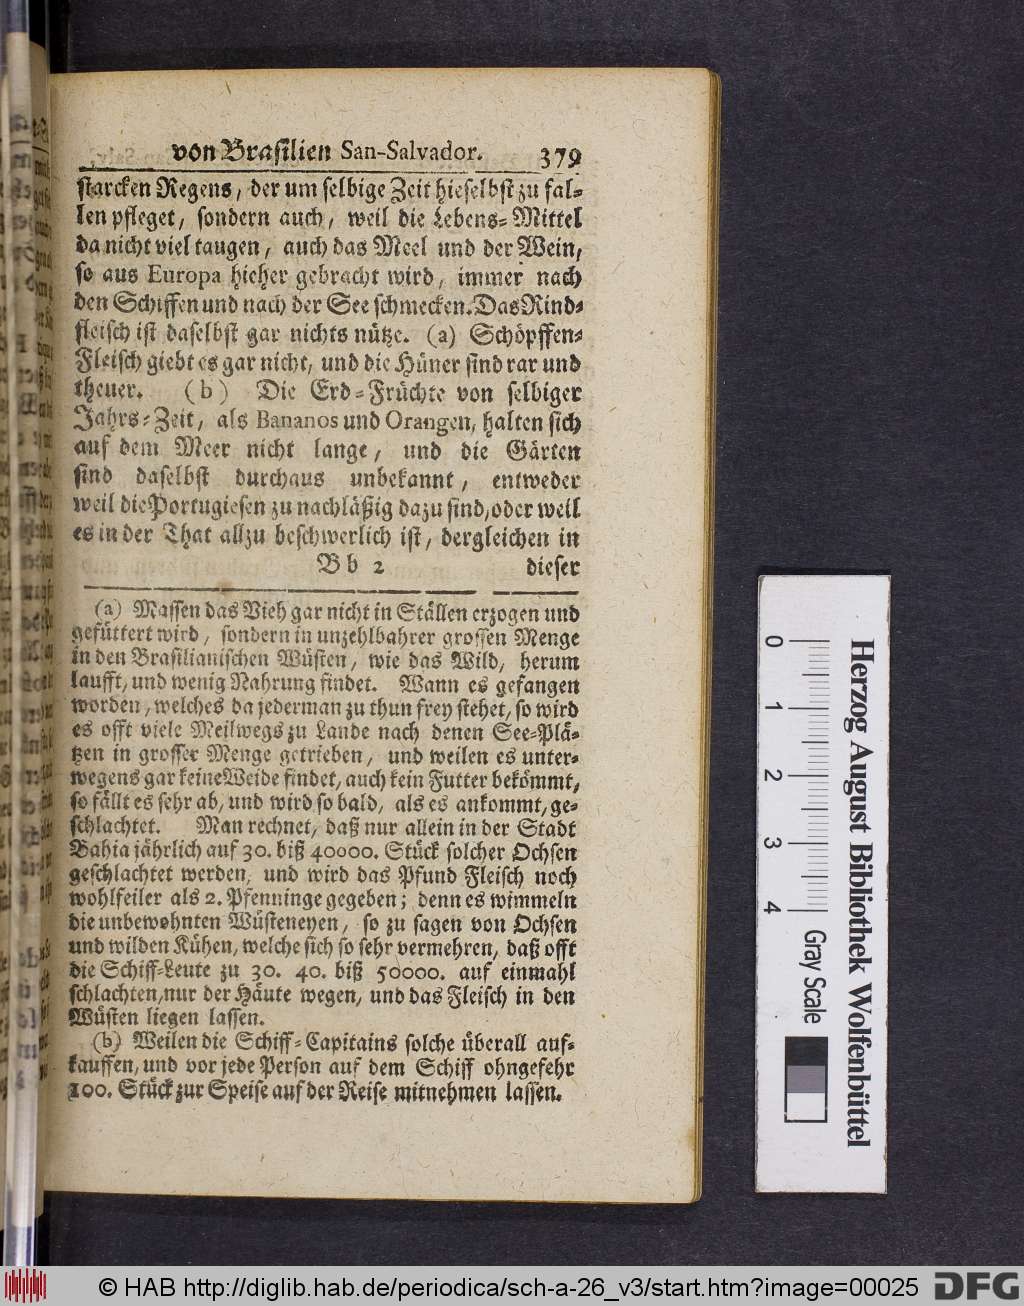 von Brasilien San-Salvador. 379
starcken Regens, der um selbige Zeit hieselbst zu fal-
len pfleget, sondern auch, weil die Lebens-Mittel
da nicht viel taugen, auch das Meel und der Wein,
so aus Europa hieher gebracht wird, immer nach
den Schiffen und nach der See schmecken. Das Rind-
fleisch ist daselbst gar nichts nütze. (a) Schöpffen-
Fleisch giebt es gar nicht, und die Hüner sind rar und
theuer. (b) Die Erd-Früchte von selbiger
Jahrs-Zeit, als Bananos und Orangen, halten sich
auf dem Meer nicht lange, und die Gärten
sind daselbst durchaus unbekannt, entweder
weil die Portugiesen zu nachläßig dazu sind, oder weil
es in der That allzu beschwerlich ist, dergleichen in
Bb 2 dieser
(a) Massen das Vieh gar nicht in Ställen erzogen und
gefüttert wird, sondern in unzehlbahrer grossen Menge
in den Brasilianischen Wüsten, wie das Wild, herum
laufft, und wenig Nahrung findet. Wann es gefangen
worden, welches da jederman zu thun frey stehet, so wird
es offt viele Meilwegs zu Lande nach denen See-Plä-
tzen in grosser Menge getrieben, und weilen es unter-
wegens gar keine Weide findet, auch kein Futter bekömmt,
so fällt es sehr ab, und wird so bald, als es ankommt, ge-
schlachtet. Man rechnet, daß nur allein in der Stadt
Bahia jährlich auf 30. biß 40000. Stück solcher Ochsen
geschlachtet werden, und wird das Pfund Fleisch noch
wohlfeiler als 2. Pfenninge gegeben; denn es wimmeln
die unbewohnten Wüsteneyen, so zu sagen von Ochsen
und wilden Kühen, welche sich so sehr vermehren, daß offt
die Schiff-Leute zu 30. 40. biß 50000. auf einmahl
schlachten, nur der Häute wegen, und das Fleisch in den
Wüsten liegen lassen.
(b) Weilen die Schiff-Capitains solche überall auf-
kauffen, und vor jede Person auf dem Schiff ohngefehr
100. Stück zur Speise auf der Reise mitnehmen lassen.
0 1 2 3 4
Gray Scale
Herzog August Bibliothek Wolfenbüttel
© HAB http://diglib.hab.de/periodica/sch-a-26_v3/start.htm?image=00025
DFG